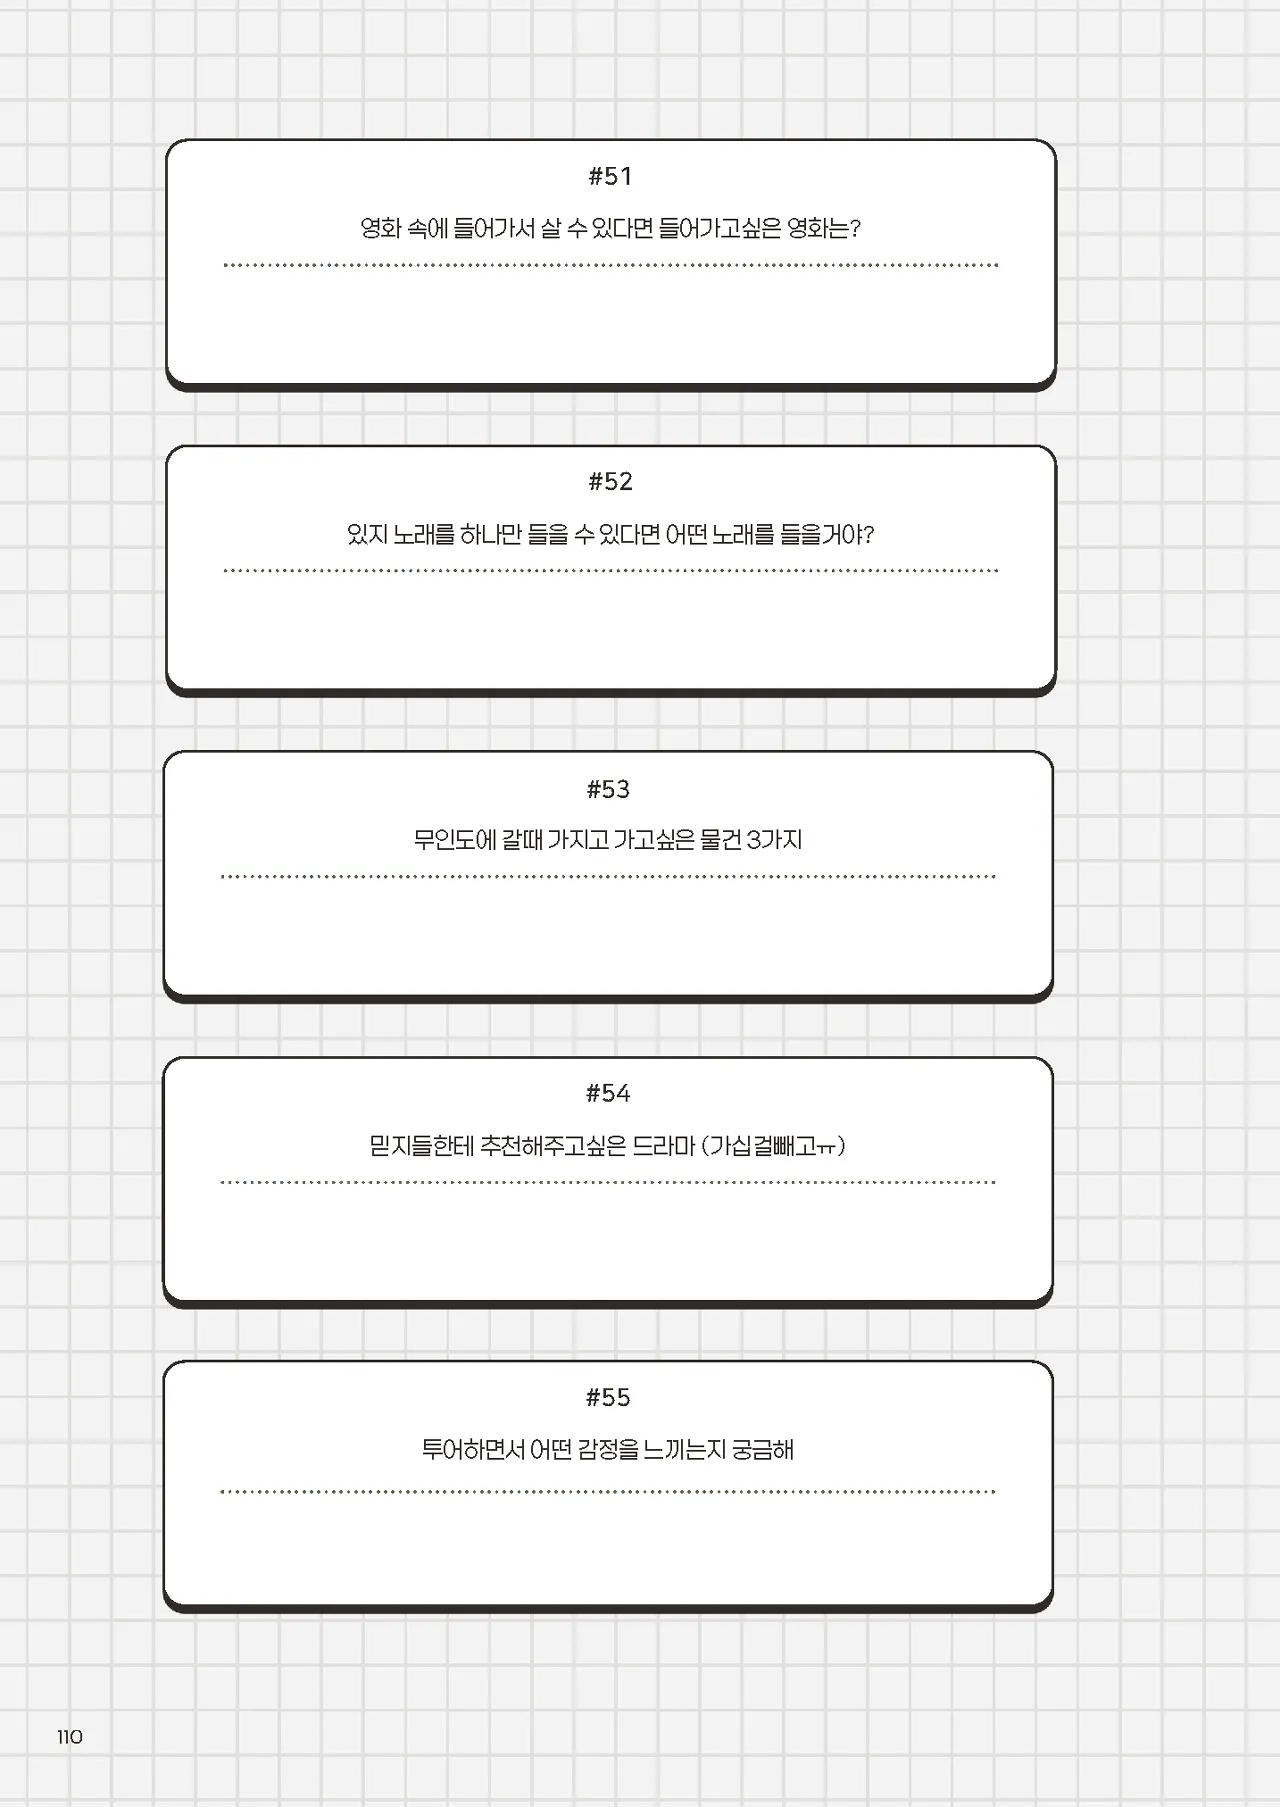 #51
영화 속에 들어가서 살 수 있다면 들어가고싶은 영화는?
#52
있지 노래를 하나만 들을 수 있다면 어떤 노래를 들을거야?
#53
무인도에 갈때 가지고 가고싶은 물건 3가지
#54
믿지들한테 추천해주고싶은 드라마 (가십걸빼고ㅠ)
#55
투어하면서 어떤 감정을 느끼는지 궁금해
110